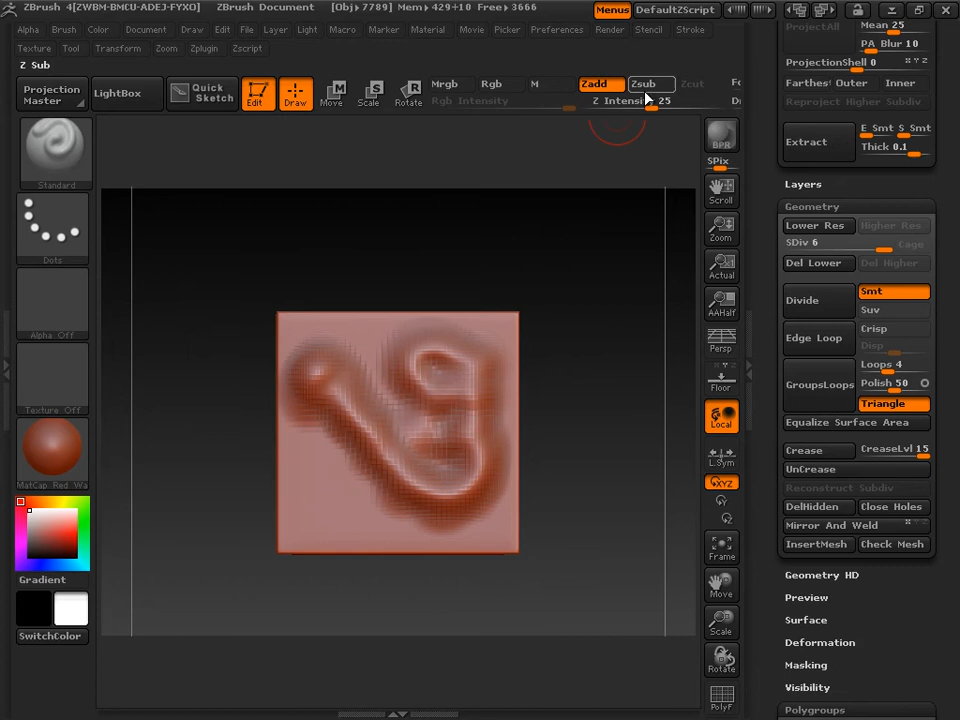 ZBrush 4[ZWBM-BMCU-ADEJ-FYXO] ZBrush Document [Obj▸7789] Mem▸429+10 Free▸3666 Menus DefaultZScript
Alpha Brush Color Document Draw Edit File Layer Light Macro Marker Material Movie Picker Preferences Render Stencil Stroke
Texture Tool Transform Zoom Zplugin Zscript
Z Sub
Projection Master LightBox Quick Sketch Edit Draw Move Scale Rotate Mrgb Rgb M Zadd Zsub Zcut
Rgb Intensity Z Intensi 25
Standard
Dots
Alpha Off
Texture Off
MatCap Red Wa
Gradient
SwitchColor
BPR
SPix
Scroll
Zoom
Actual
AAHalf
Persp
Floor
Local
L.Sym
XYZ
Y
Z
Frame
Move
Scale
Rotate
PolyF
ProjectAll Mean 25
PA Blur 10
ProjectionShell 0 X Y Z
Farthest Outer Inner
Reproject Higher Subdiv
Extract E Smt S Smt
Thick 0.1
Layers
Geometry
Lower Res Higher Res
SDiv 6 Cage
Del Lower Del Higher
Divide Smt
Suv
Edge Loop Crisp
Disp
GroupsLoops Loops 4
Polish 50
Triangle
Equalize Surface Area
Crease CreaseLvl 15
UnCrease
Reconstruct Subdiv
DelHidden Close Holes
Mirror And Weld X Y Z
InsertMesh Check Mesh
Geometry HD
Preview
Surface
Deformation
Masking
Visibility
Polygroups